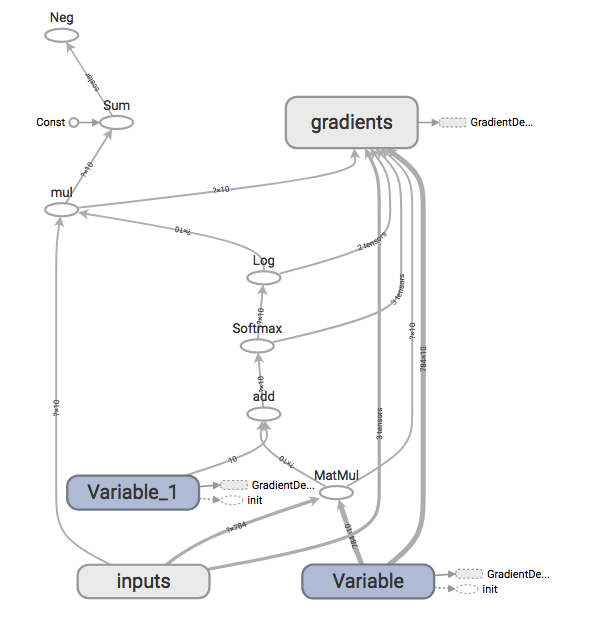 Neg
scalar
Sum
Const
gradients
GradientDe...
?×10
mul
?×10
?×10
2 tensors
Log
3 tensors
?×10
Softmax
?×10
784×10
?×10
?×10
add
3 tensors
10
?×10
MatMul
Variable_1
GradientDe...
init
?×784
784×10
inputs
Variable
GradientDe...
init